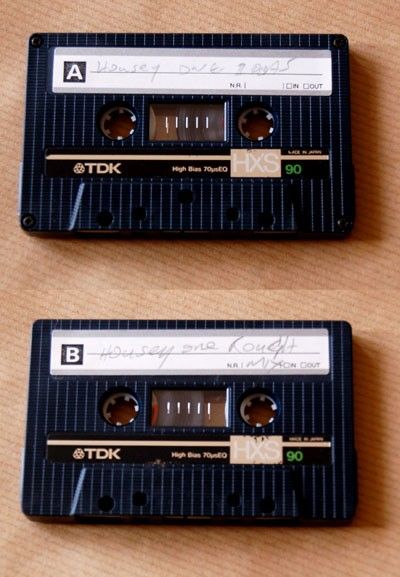 A Housey one
N.R. [ ] □IN □OUT
MADE IN JAPAN
TDK High Bias 70µsEQ HXS 90
B Housey one Rough
N.R. [ MIX □IN □OUT
MADE IN JAPAN
TDK High Bias 70µsEQ HXS 90